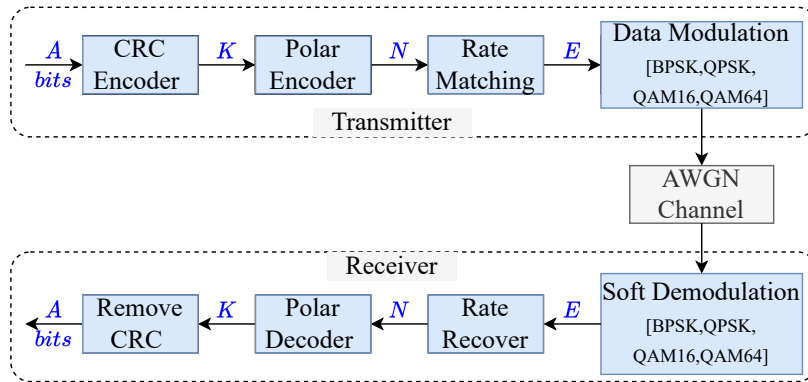 A
bits
CRC
Encoder
K
Polar
Encoder
N
Rate
Matching
E
Data Modulation
[BPSK,QPSK,
QAM16,QAM64]
Transmitter
AWGN
Channel
Receiver
A
bits
Remove
CRC
K
Polar
Decoder
N
Rate
Recover
E
Soft Demodulation
[BPSK,QPSK,
QAM16,QAM64]